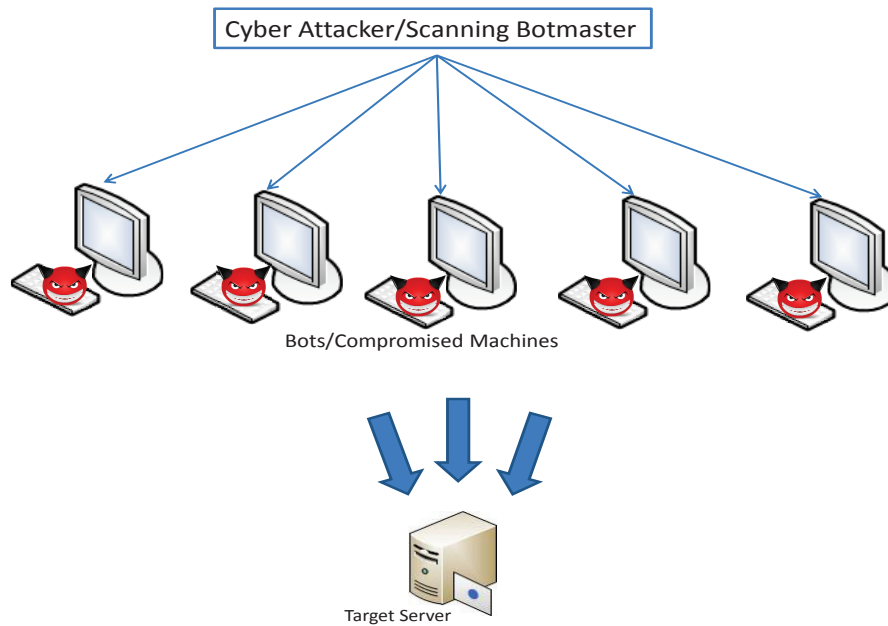 Cyber Attacker/Scanning Botmaster
Bots/Compromised Machines
Target Server